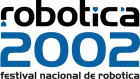 robotica
2002
festival nacional de robotica